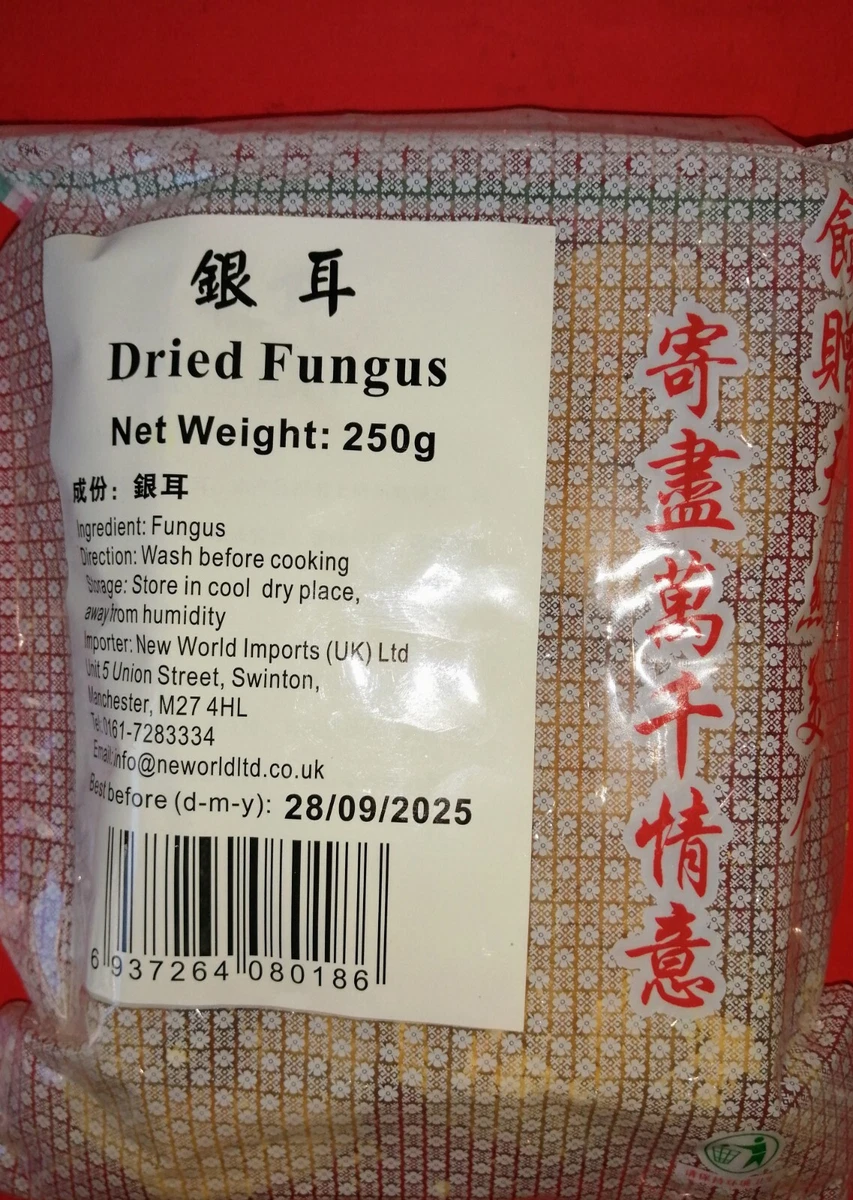 銀耳
Dried Fungus
Net Weight: 250g
成份: 銀耳
Ingredient: Fungus
Direction: Wash before cooking
Storage: Store in cool dry place,
away from humidity
Importer: New World Imports (UK) Ltd
Unit 5 Union Street, Swinton,
Manchester, M27 4HL
Tel: 0161-7283334
Email: info@neworldltd.co.uk
Best before (d-m-y): 28/09/2025
6 937264 080186
寄盡萬千情意